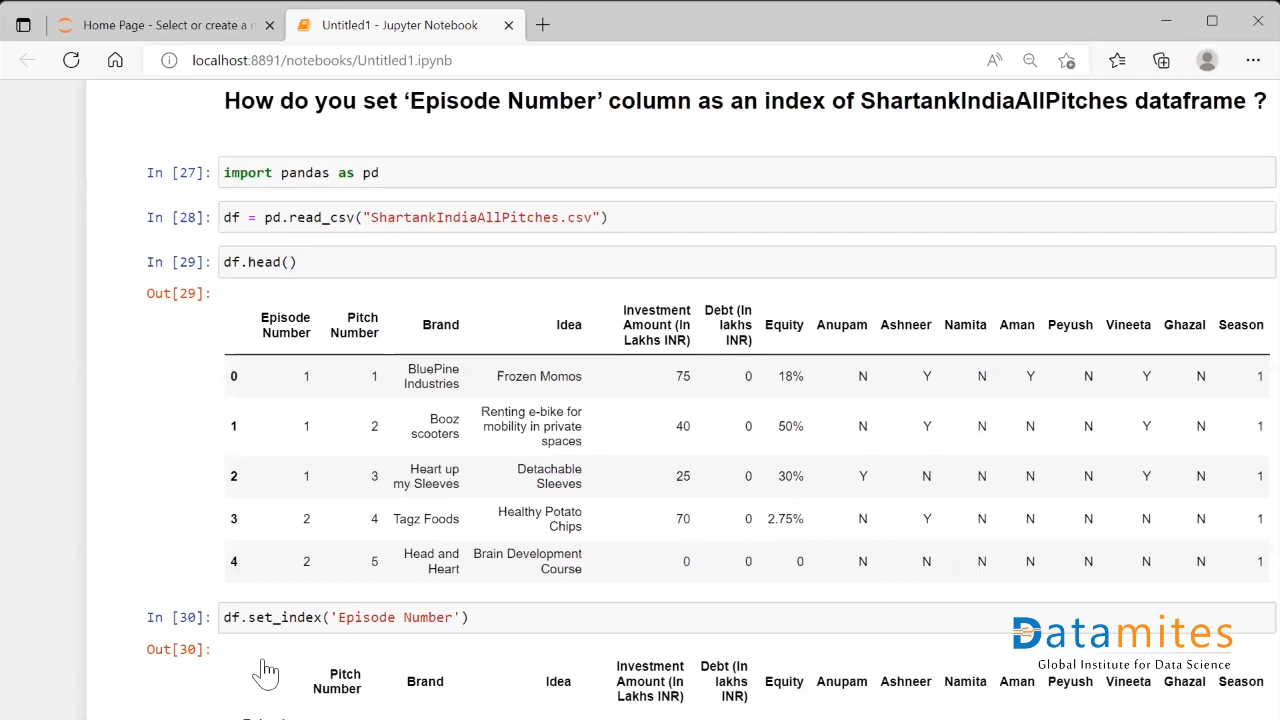 Home Page - Select or create a n
Untitled1 - Jupyter Notebook
localhost:8891/notebooks/Untitled1.ipynb
How do you set ‘Episode Number’ column as an index of ShartankIndiaAllPitches dataframe ?
In [27]: import pandas as pd
In [28]: df = pd.read_csv("ShartankIndiaAllPitches.csv")
In [29]: df.head()
Out[29]:
Episode Number Pitch Number Brand Idea Investment Amount (In Lakhs INR) Debt (In lakhs INR) Equity Anupam Ashneer Namita Aman Peyush Vineeta Ghazal Season
0 1 1 BluePine Industries Frozen Momos 75 0 18% N Y N Y N Y N 1
1 1 2 Booz scooters Renting e-bike for mobility in private spaces 40 0 50% N Y N N N Y N 1
2 1 3 Heart up my Sleeves Detachable Sleeves 25 0 30% Y N N N N Y N 1
3 2 4 Tagz Foods Healthy Potato Chips 70 0 2.75% N Y N N N N N 1
4 2 5 Head and Heart Brain Development Course 0 0 0 N N N N N N N 1
In [30]: df.set_index('Episode Number')
Out[30]:
Datamites
Global Institute for Data Science
Pitch Number Brand Idea Investment Amount (In Lakhs INR) Debt (In lakhs INR) Equity Anupam Ashneer Namita Aman Peyush Vineeta Ghazal Season